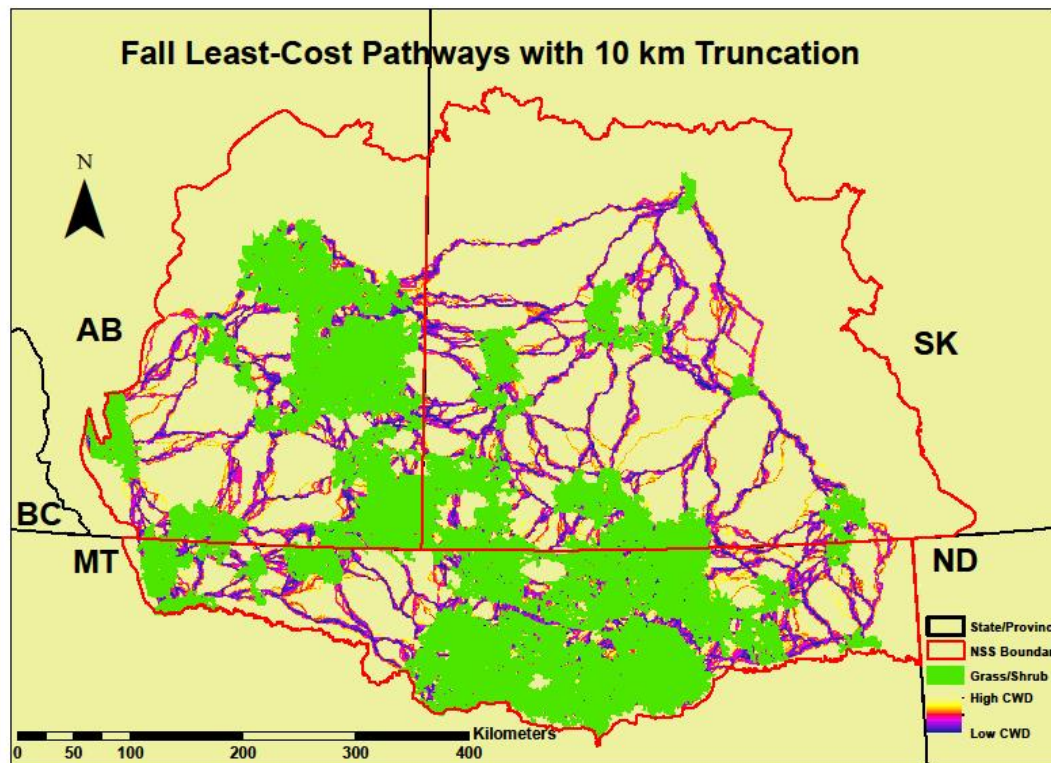 Fall Least-Cost Pathways with 10 km Truncation
N
AB
SK
BC
MT
ND
State/Provinc
NSS Boundar
Grass/Shrub
High CWD
Low CWD
Kilometers
0 50 100 200 300 400